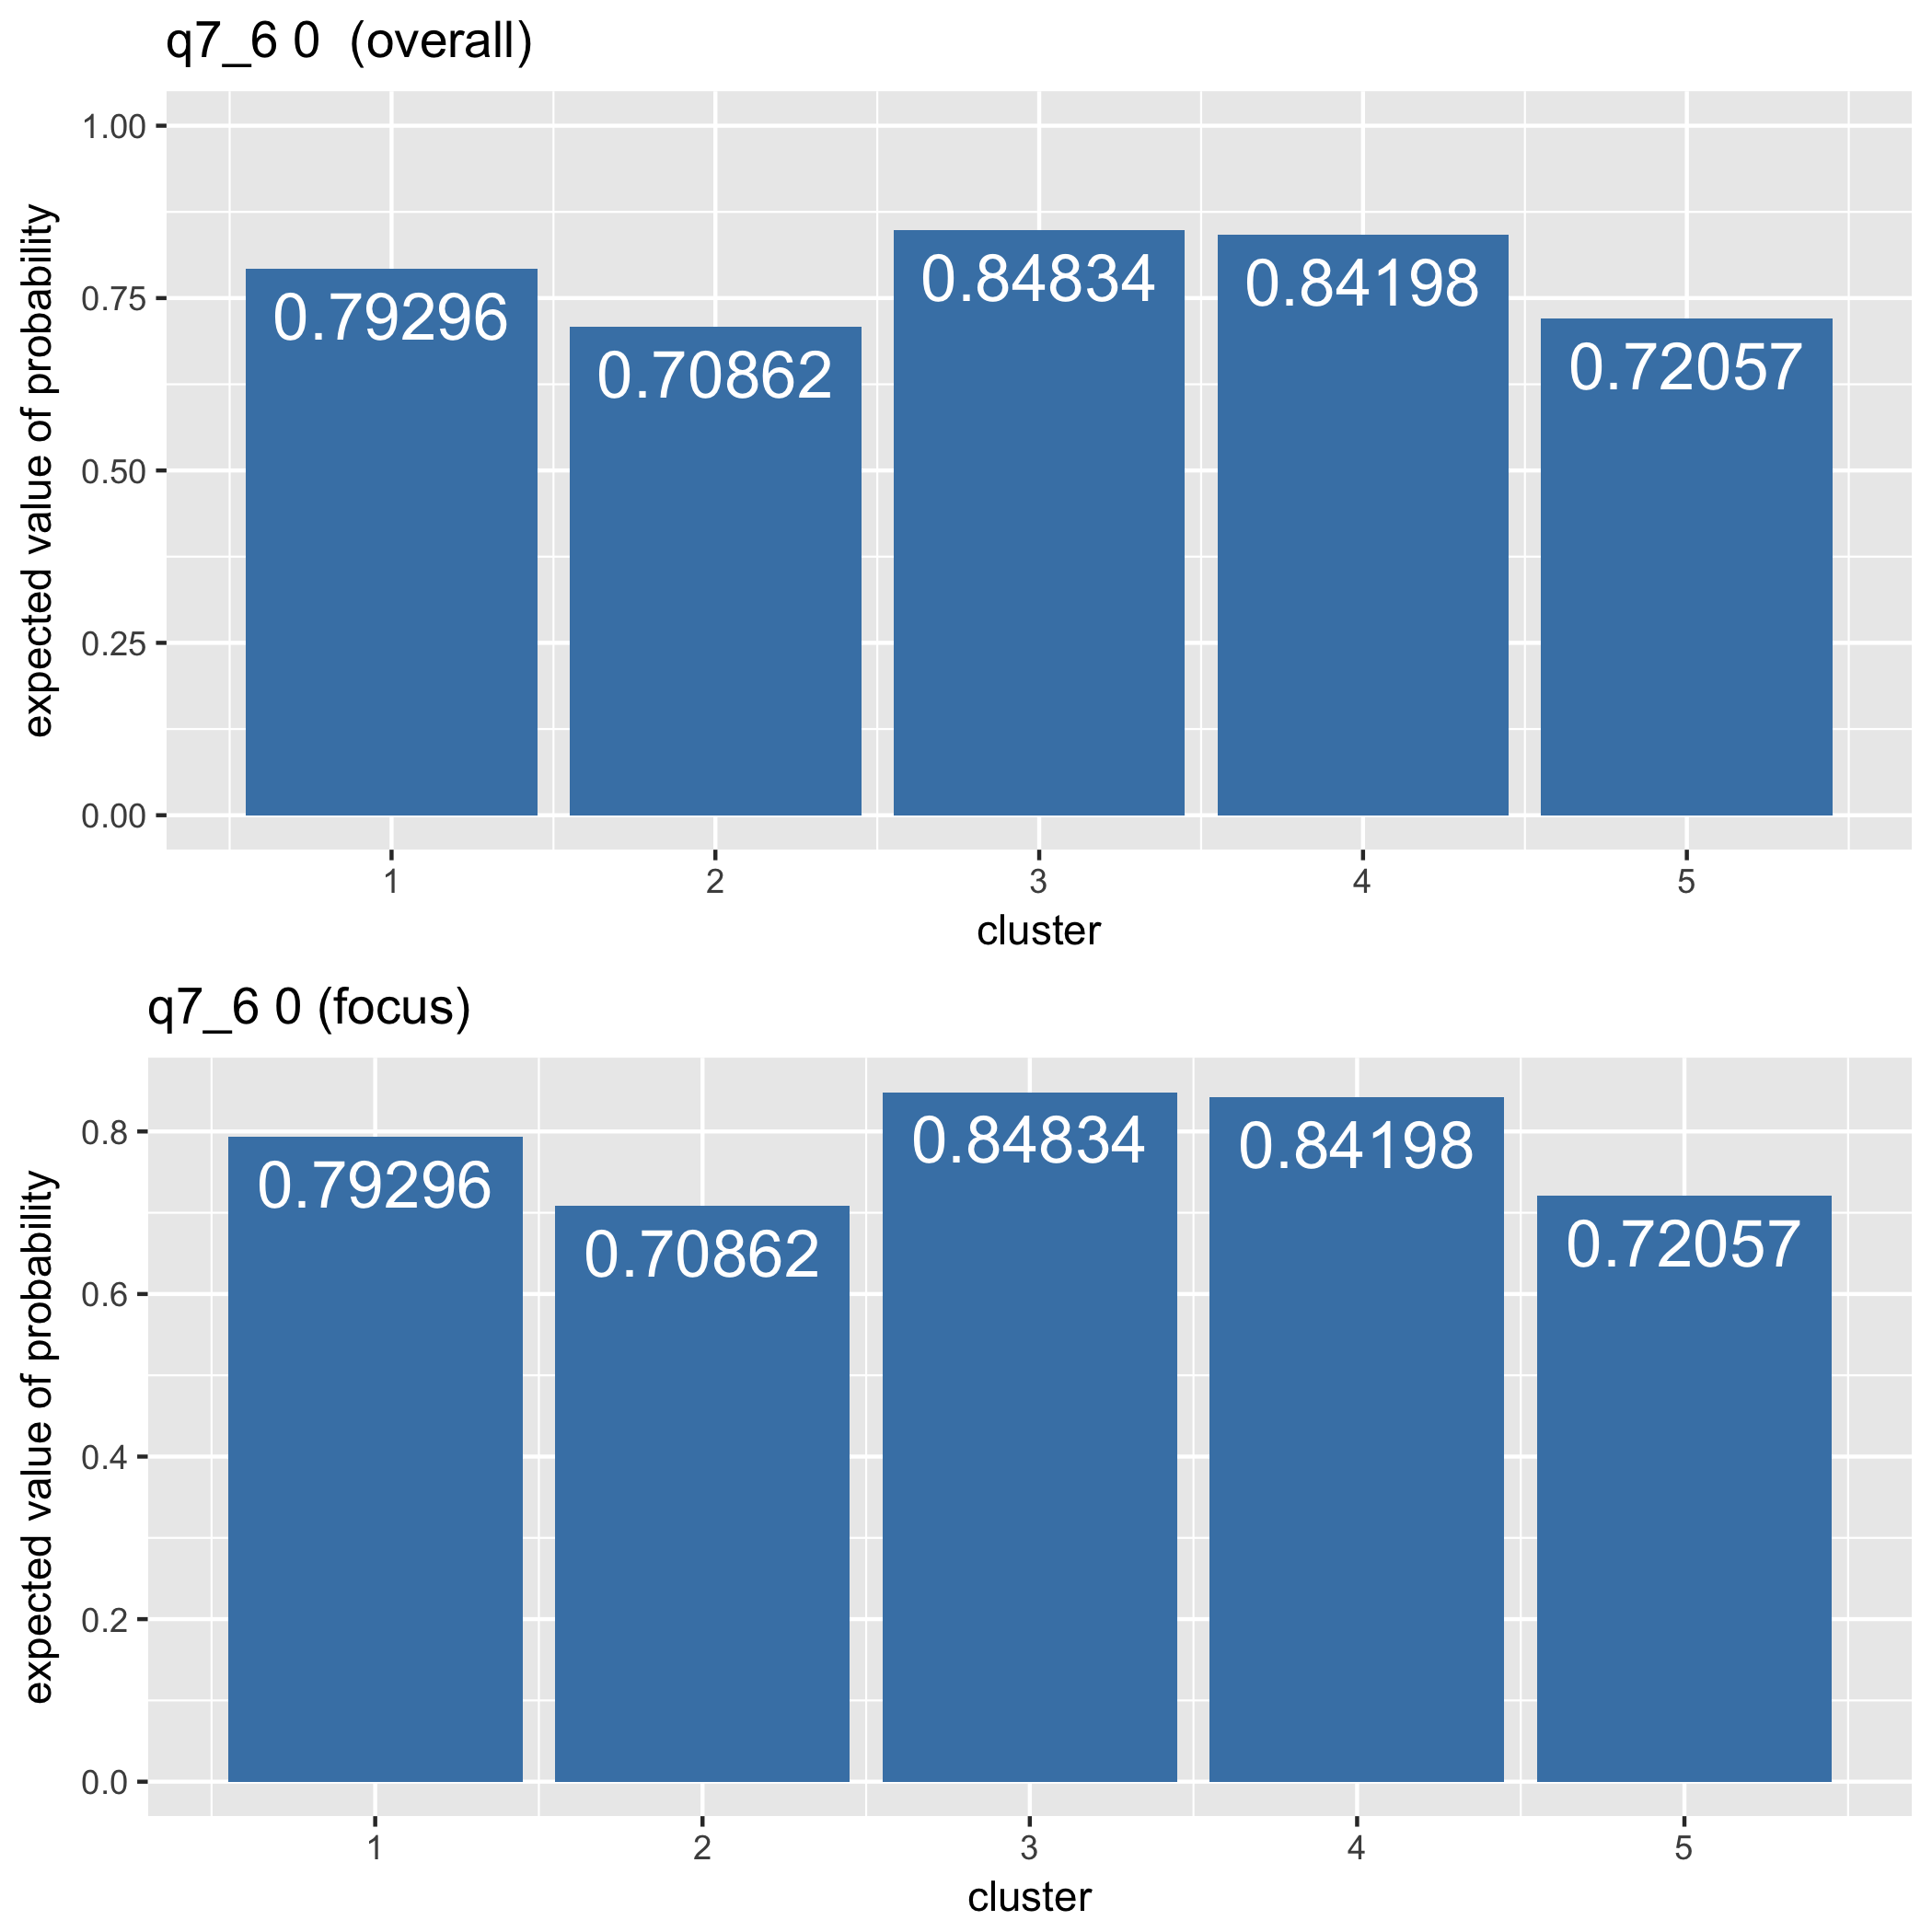 q7_6 0  (overall)
expected value of probability
1.00
0.75
0.50
0.25
0.00
0.79296
0.70862
0.84834
0.84198
0.72057
1 2 3 4 5
cluster
q7_6 0 (focus)
expected value of probability
0.8
0.6
0.4
0.2
0.0
0.79296
0.70862
0.84834
0.84198
0.72057
1 2 3 4 5
cluster